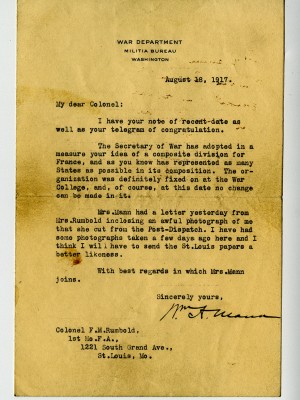 WAR DEPARTMENT
MILITIA BUREAU
WASHINGTON
August 18, 1917.
My dear Colonel:
I have your note of recent date as
well as your telegram of congratulation.
The Secretary of War has adopted in a
measure your idea of a composite division for
France, and as you know has represented as many
States as possible in its composition. The or-
ganization was definitely fixed on at the War
College, and, of course, at this date no change
can be made in it.
Mrs.Mann had a letter yesterday from
Mrs.Rumbold inclosing an awful photograph of me
that she cut from the Post-Dispatch. I have had
some photographs taken a few days ago here and I
think I will have to send the St.Louis papers a
better likeness.
With best regards in which Mrs.Mann
joins.
Sincerely yours,
Wm A. Mann
Colonel F.M.Rumbold.
1st Mo.F.A.,
1221 South Grand Ave.,
St.Louis, Mo.